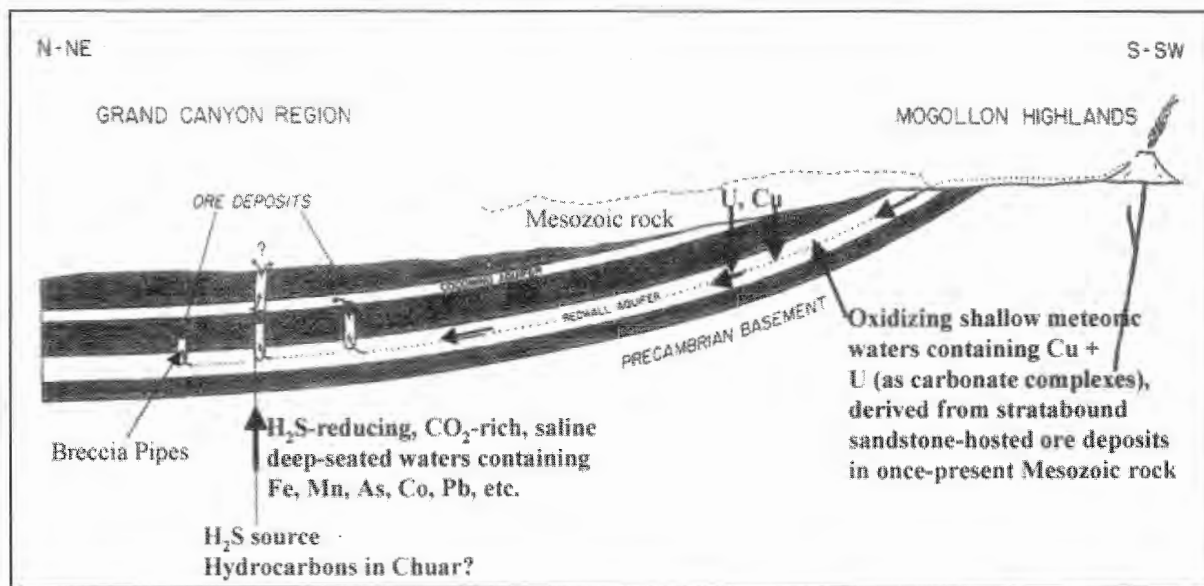 N-NE
S-SW
GRAND CANYON REGION
MOGOLLON HIGHLANDS
ORE DEPOSITS
U, Cu
Mesozoic rock
?
COCONINO AQUIFER
REDWALL AQUIFER
PRECAMBRIAN BASEMENT
Oxidizing shallow meteoric
waters containing Cu +
U (as carbonate complexes),
derived from stratabound
sandstone-hosted ore deposits
in once-present Mesozoic rock
Breccia Pipes
H₂S-reducing, CO₂-rich, saline
deep-seated waters containing
Fe, Mn, As, Co, Pb, etc.
H₂S source
Hydrocarbons in Chuar?